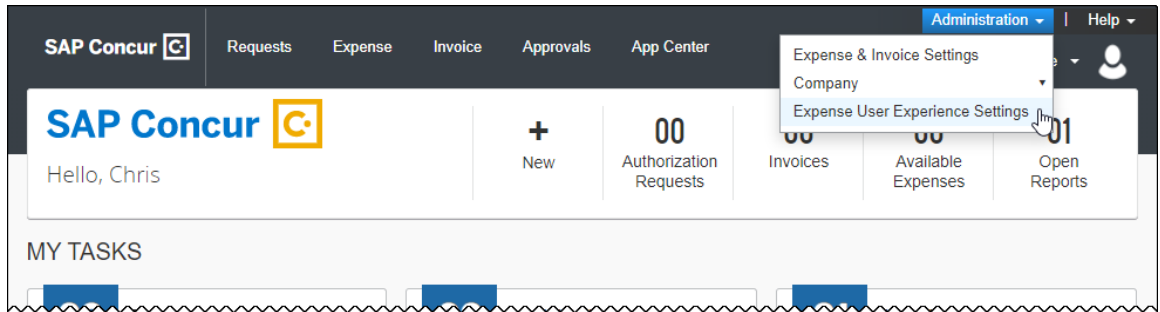 Administration | Help
SAP Concur C Requests Expense Invoice Approvals App Center
Expense & Invoice Settings
Company
Expense User Experience Settings
SAP Concur C
Hello, Chris
+
New
00
Authorization
Requests
Invoices
Available
Expenses
01
Open
Reports
MY TASKS